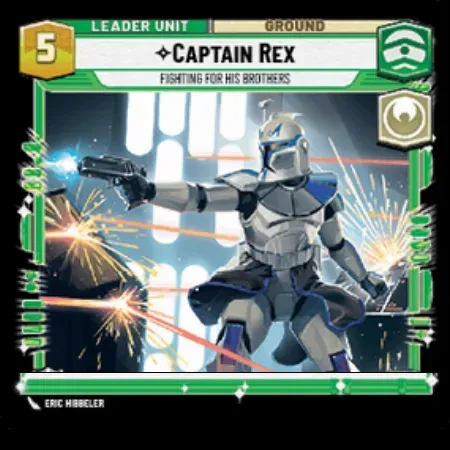 LEADER UNIT
GROUND
5
CAPTAIN REX
FIGHTING FOR HIS BROTHERS
ERIC HIBBELER